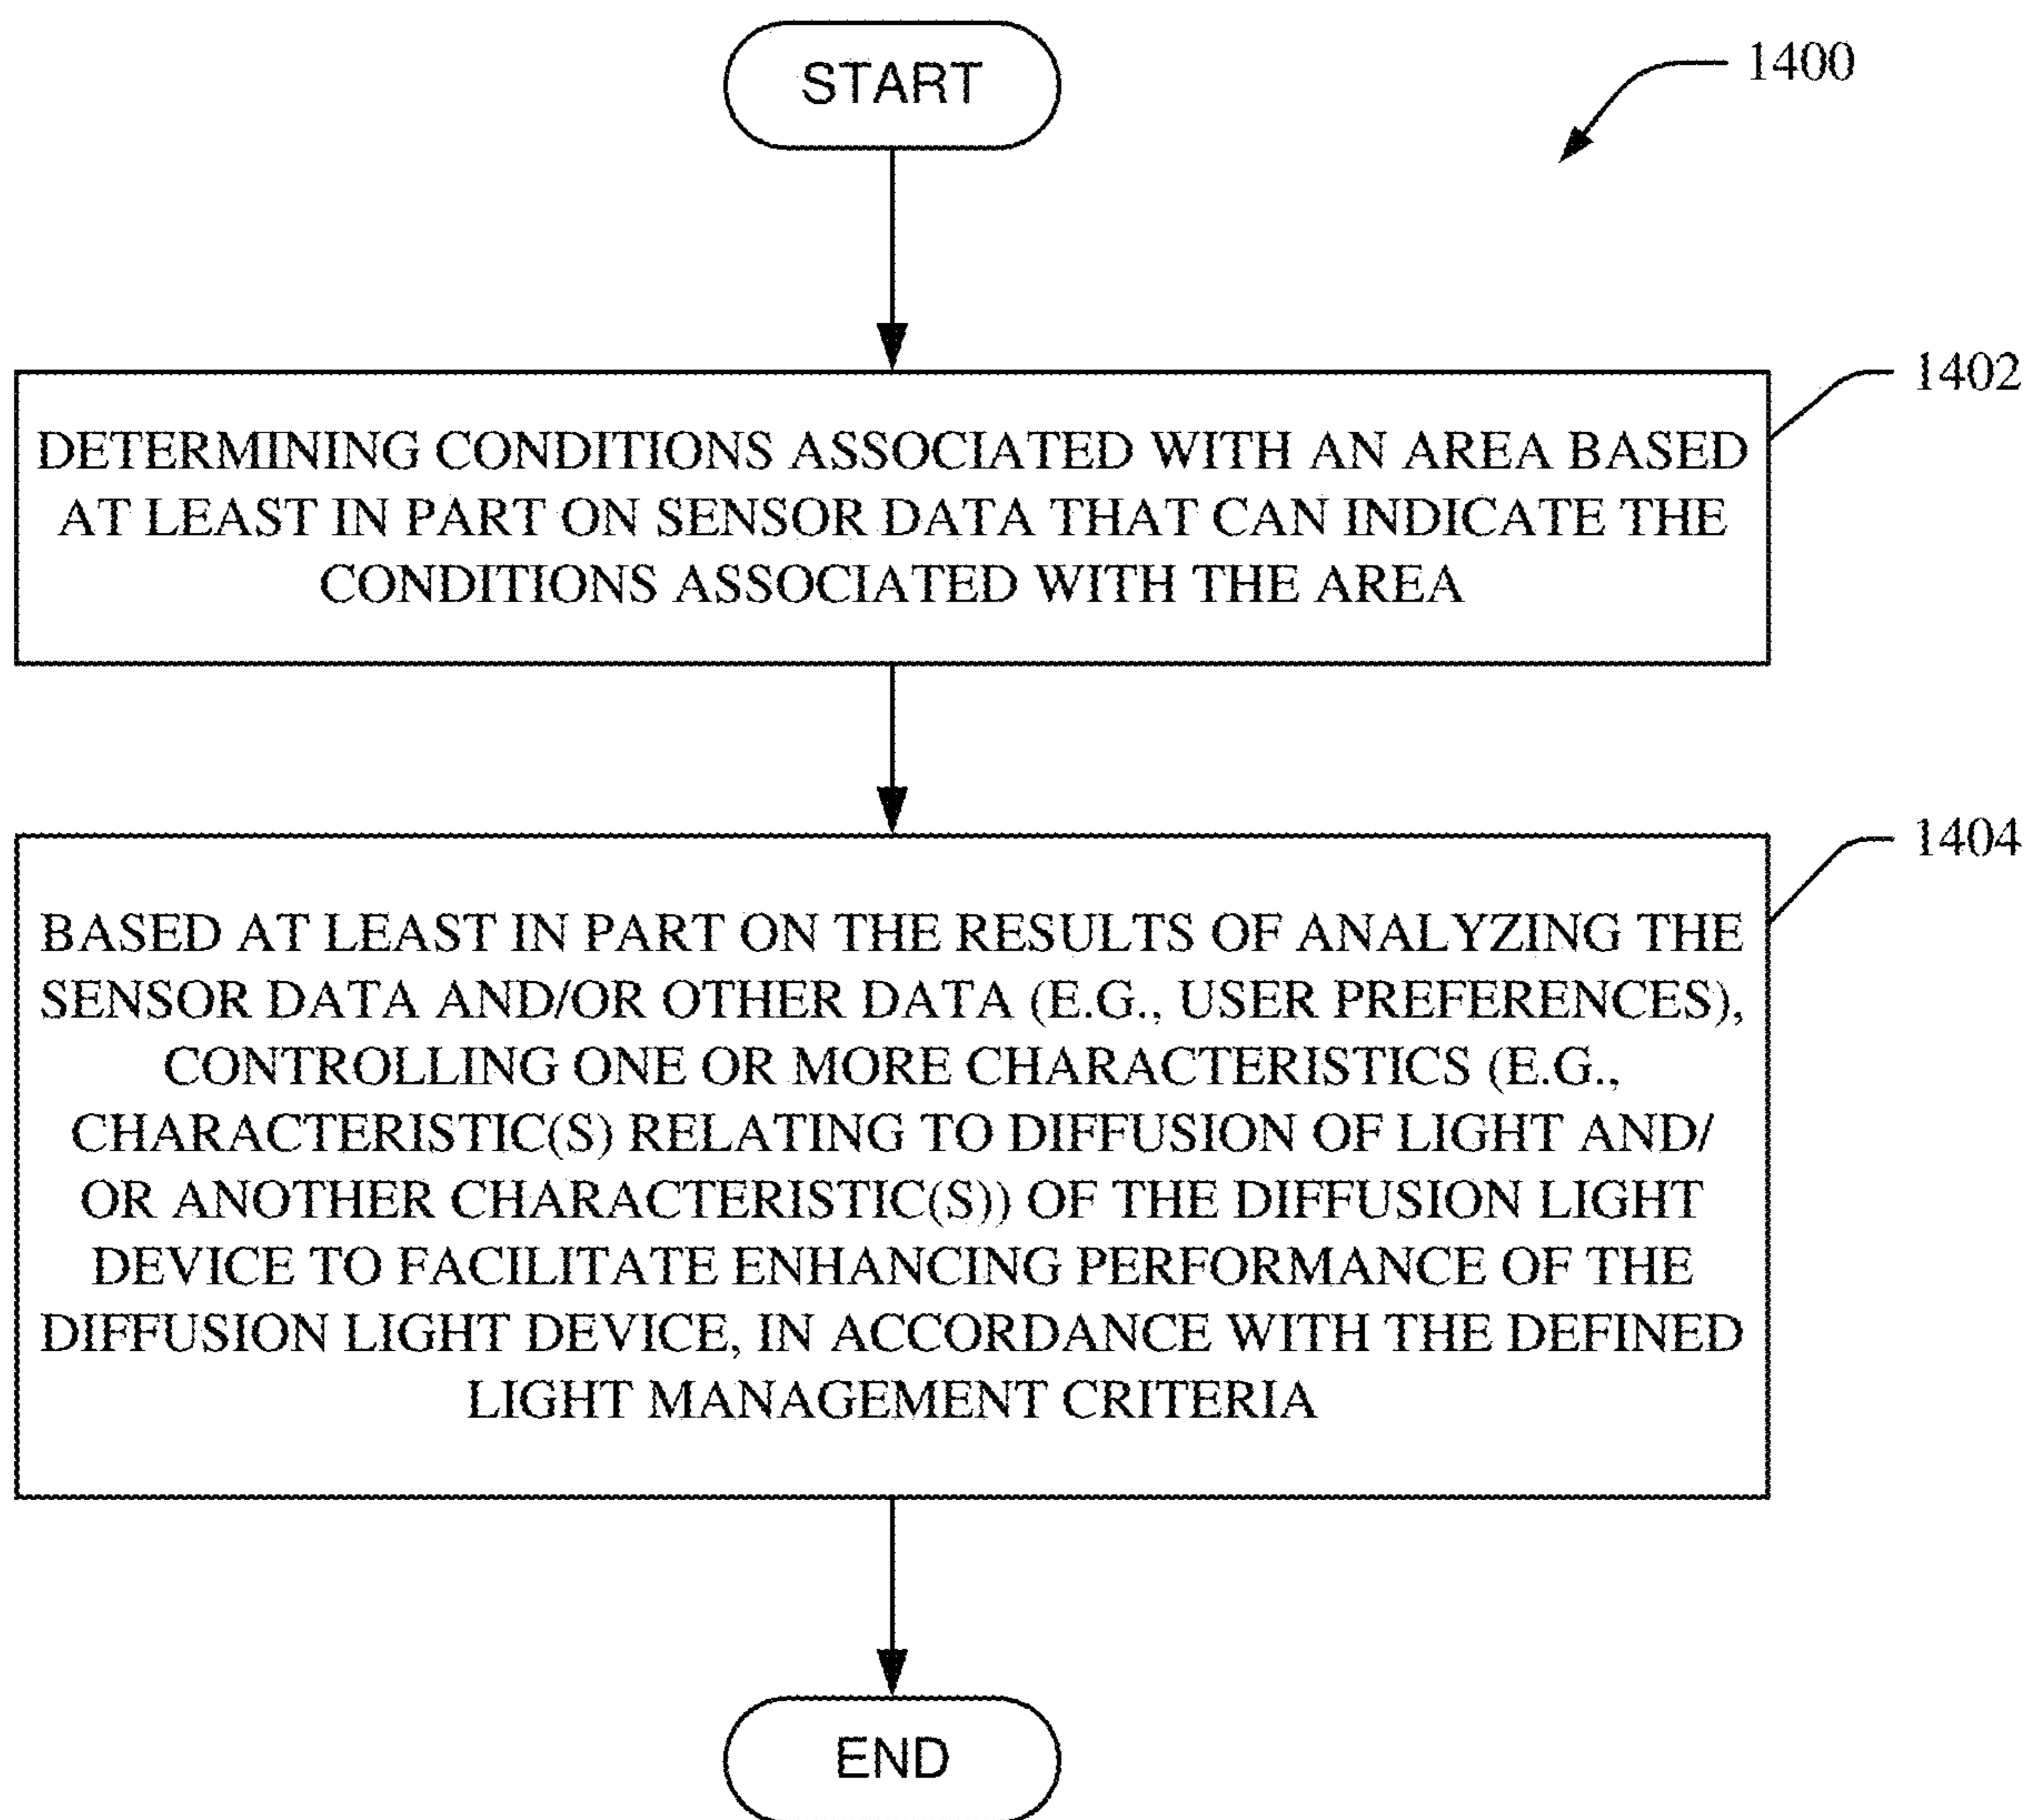 START
1400
1402
DETERMINING CONDITIONS ASSOCIATED WITH AN AREA BASED
AT LEAST IN PART ON SENSOR DATA THAT CAN INDICATE THE
CONDITIONS ASSOCIATED WITH THE AREA
1404
BASED AT LEAST IN PART ON THE RESULTS OF ANALYZING THE
SENSOR DATA AND/OR OTHER DATA (E.G., USER PREFERENCES),
CONTROLLING ONE OR MORE CHARACTERISTICS (E.G.,
CHARACTERISTIC(S) RELATING TO DIFFUSION OF LIGHT AND/
OR ANOTHER CHARACTERISTIC(S)) OF THE DIFFUSION LIGHT
DEVICE TO FACILITATE ENHANCING PERFORMANCE OF THE
DIFFUSION LIGHT DEVICE, IN ACCORDANCE WITH THE DEFINED
LIGHT MANAGEMENT CRITERIA
END